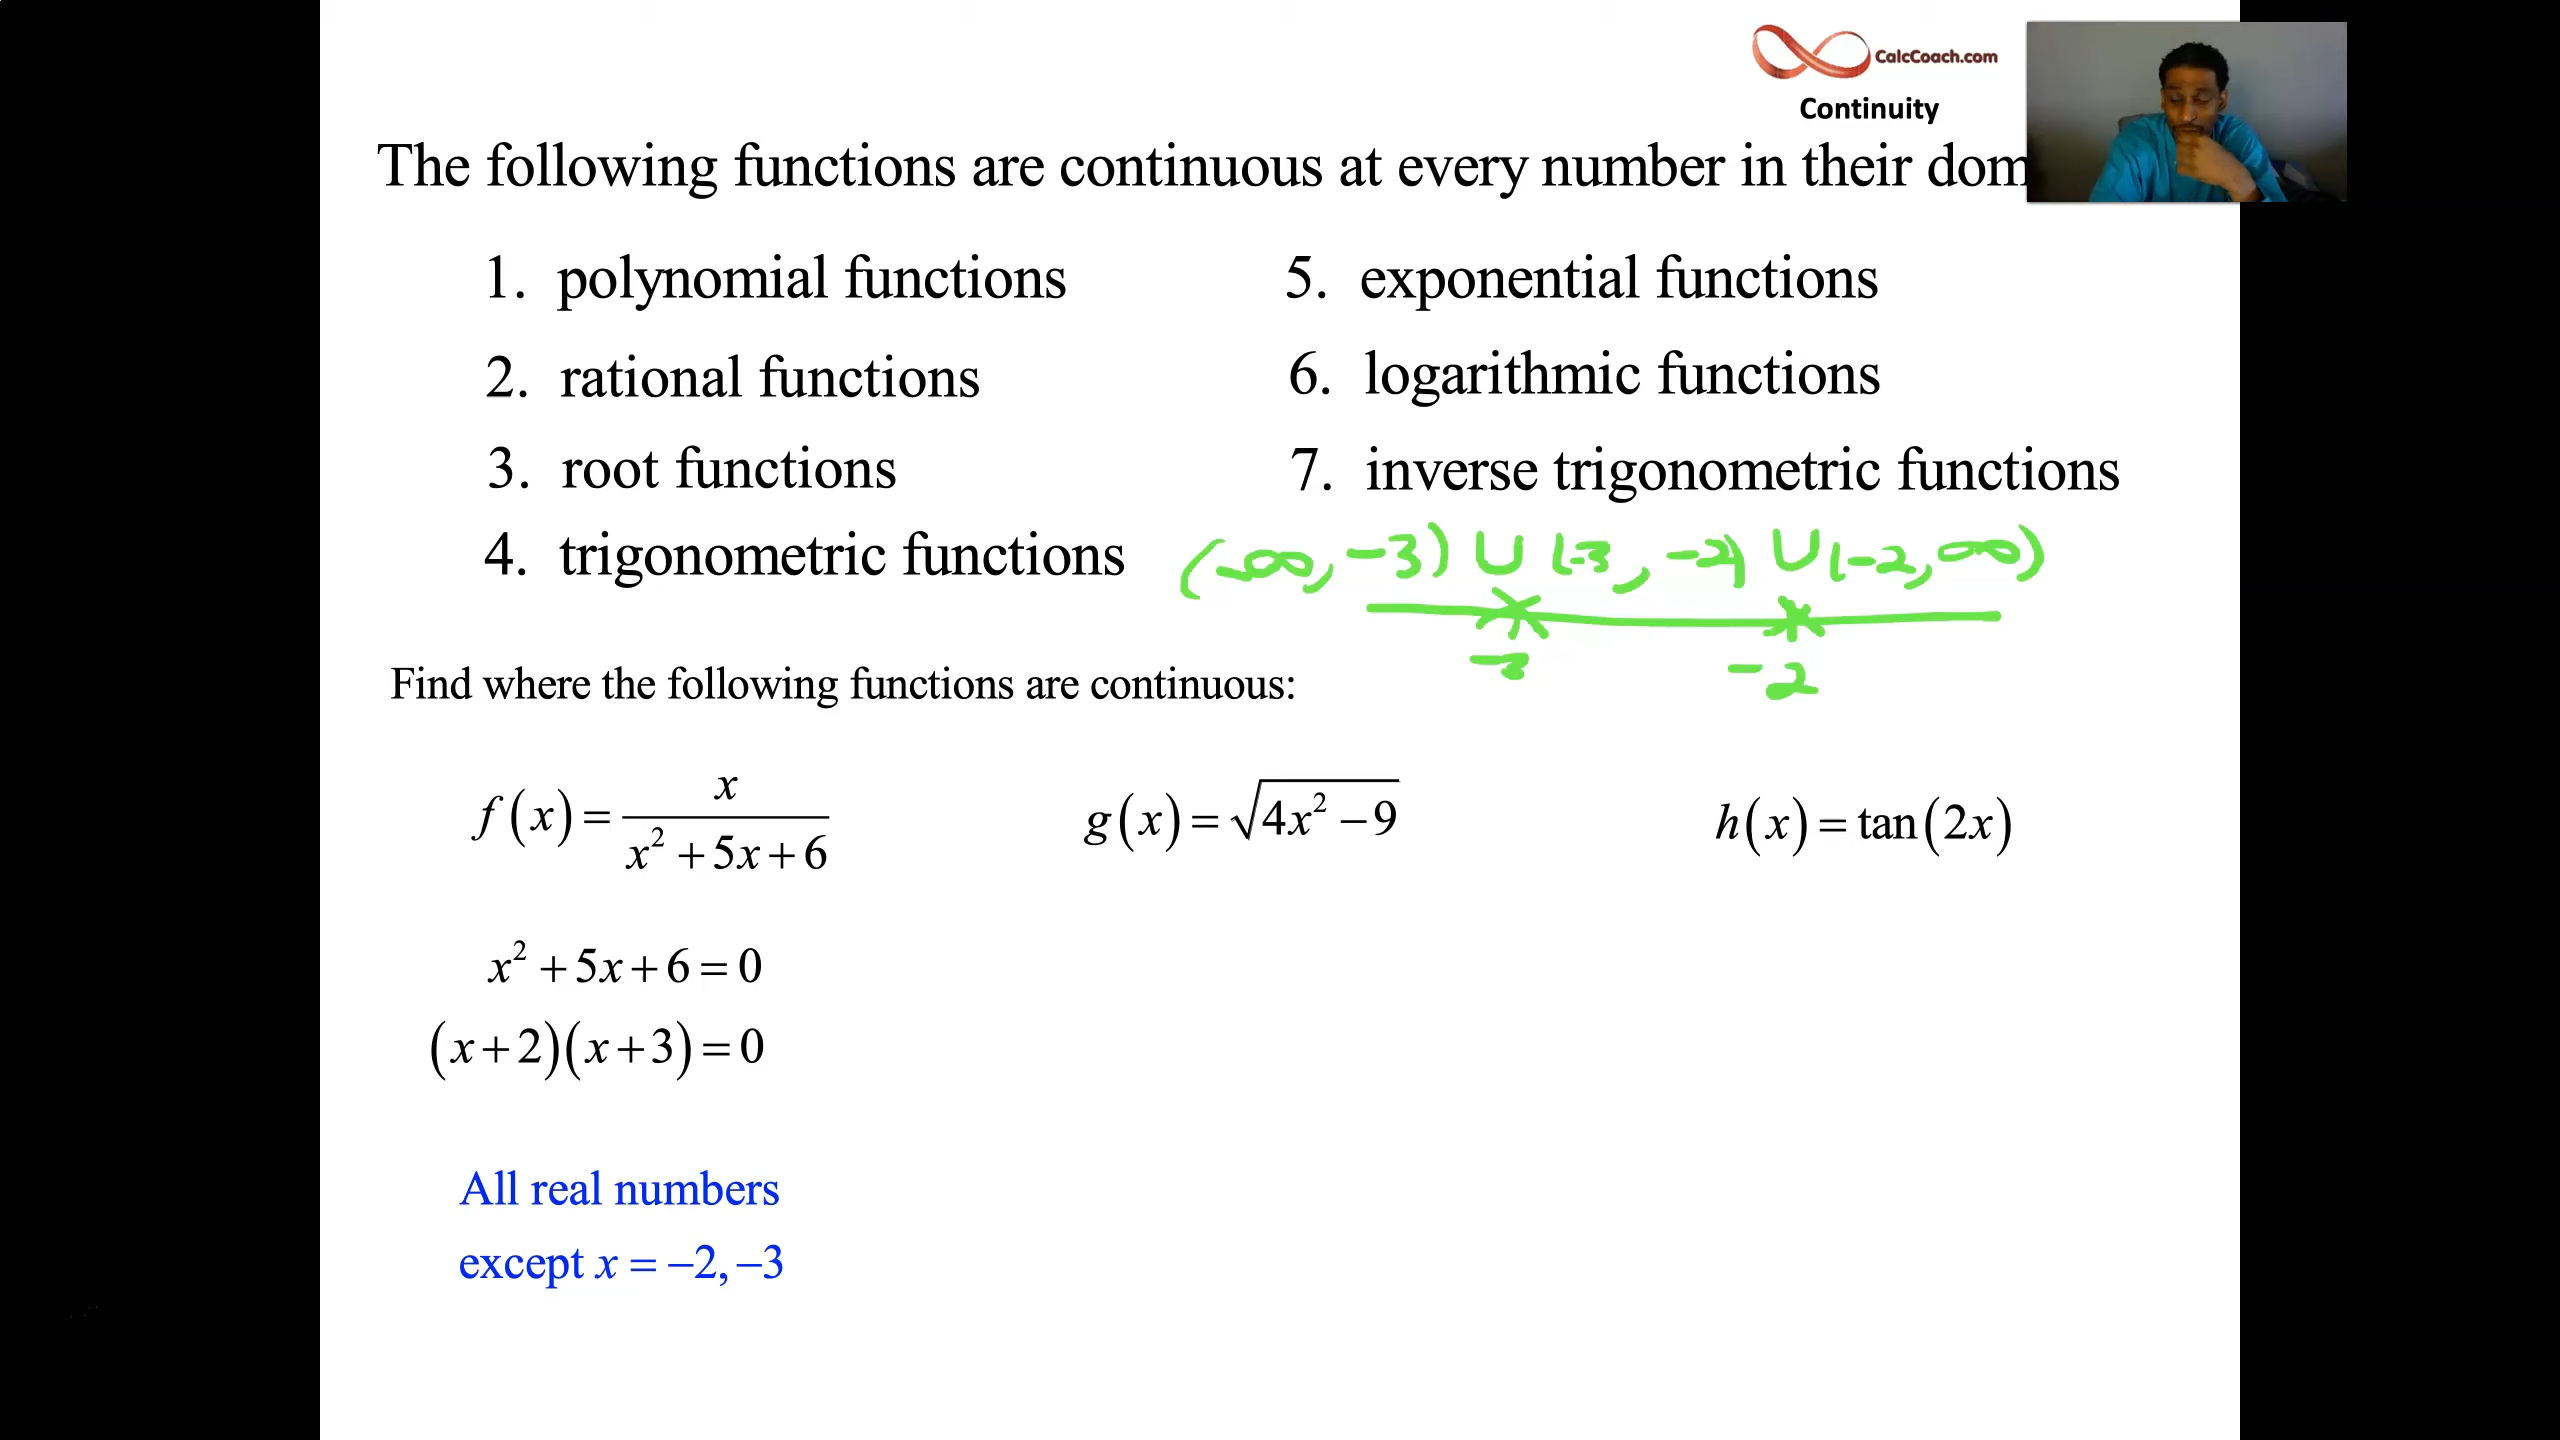 CalcCoach.com
Continuity
The following functions are continuous at every number in their dom
1. polynomial functions
2. rational functions
3. root functions
4. trigonometric functions
5. exponential functions
6. logarithmic functions
7. inverse trigonometric functions
(-∞, -3) ∪ (-3, -2) ∪ (-2, ∞)
-3 -2
Find where the following functions are continuous:
f(x) = x / (x² + 5x + 6)
g(x) = √(4x² − 9)
h(x) = tan(2x)
x² + 5x + 6 = 0
(x + 2)(x + 3) = 0
All real numbers
except x = −2, −3